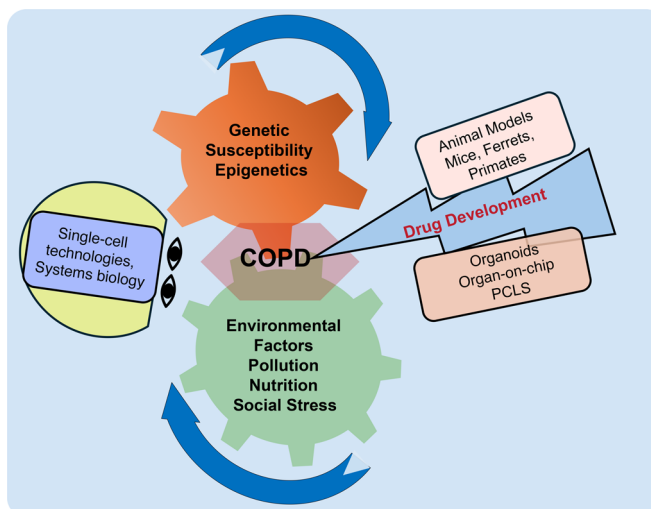 Genetic
Susceptibility
Epigenetics
Animal Models
Mice, Ferrets,
Primates
Drug Development
Single-cell
technologies,
Systems biology
COPD
Organoids
Organ-on-chip
PCLS
Environmental
Factors
Pollution
Nutrition
Social Stress